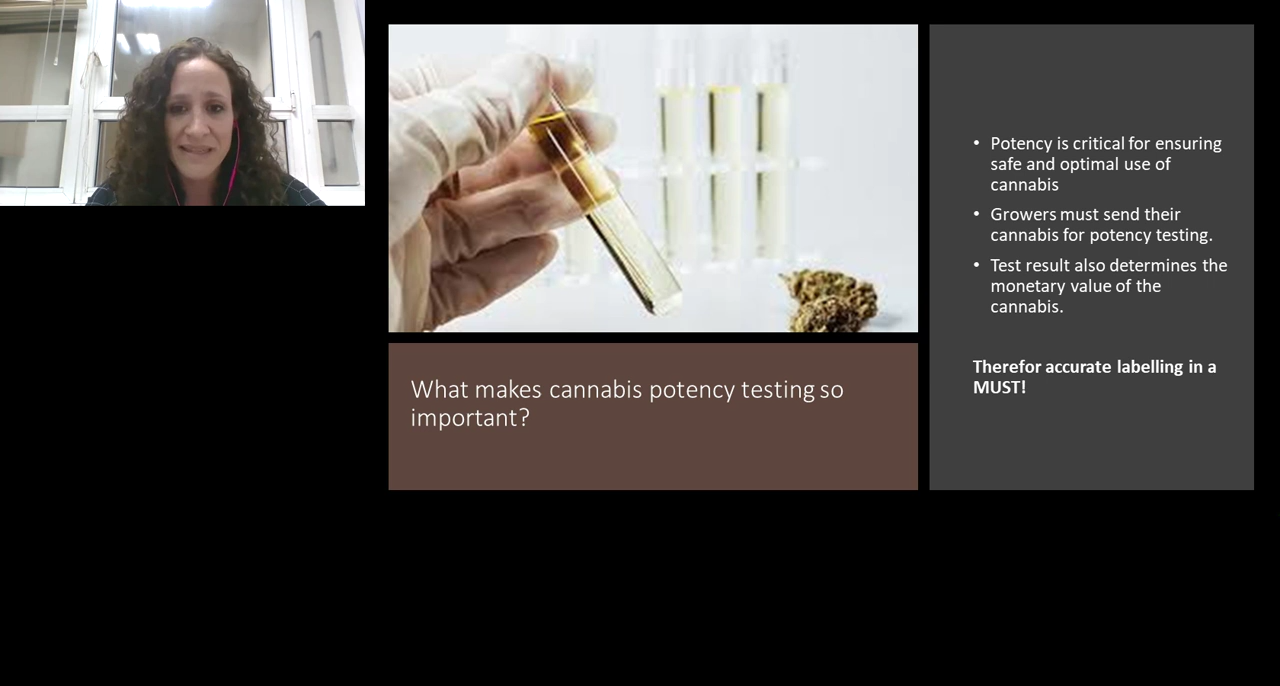 What makes cannabis potency testing so
important?
• Potency is critical for ensuring
safe and optimal use of
cannabis
• Growers must send their
cannabis for potency testing.
• Test result also determines the
monetary value of the
cannabis.
Therefor accurate labelling in a
MUST!